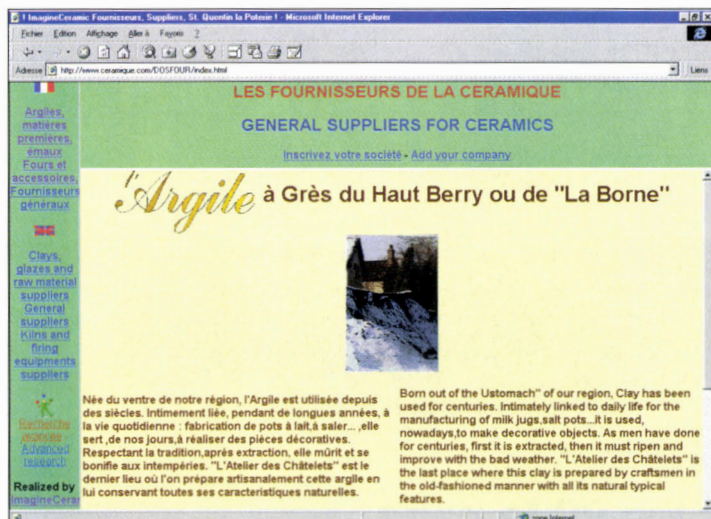 ! ImagineCeramic Fournisseurs, Suppliers, St. Quentin la Poterie ! - Microsoft Internet Explorer
Fichier Edition Affichage Aller à Favoris ?
Adresse http://www.ceramique.com/DOSFOUR/index.html
Liens
Argiles,
matières
premières,
émaux
Fours et
accessoires,
Fournisseurs
généraux
Clays,
glazes and
raw material
suppliers
General
suppliers
Kilns and
firing
equipments
suppliers
Recherche
avancée -
Advanced
research
Realized by
ImagineCeram
LES FOURNISSEURS DE LA CERAMIQUE
GENERAL SUPPLIERS FOR CERAMICS
Inscrivez votre société - Add your company
l'Argile à Grès du Haut Berry ou de "La Borne"
Née du ventre de notre région, l'Argile est utilisée depuis
des siècles. Intimement liée, pendant de longues années, à
la vie quotidienne : fabrication de pots à lait,à saler... ,elle
sert ,de nos jours,à réaliser des pièces décoratives.
Respectant la tradition,après extraction, elle mûrit et se
bonifie aux intempéries. "L'Atelier des Châtelets" est le
dernier lieu où l'on prépare artisanalement cette argile en
lui conservant toutes ses caracteristiques naturelles.
Born out of the Ustomach" of our region, Clay has been
used for centuries. Intimately linked to daily life for the
manufacturing of milk jugs,salt pots...it is used,
nowadays,to make decorative objects. As men have done
for centuries, first it is extracted, then it must ripen and
improve with the bad weather. "L'Atelier des Châtelets" is
the last place where this clay is prepared by craftsmen in
the old-fashioned manner with all its natural typical
features.
zone Internet